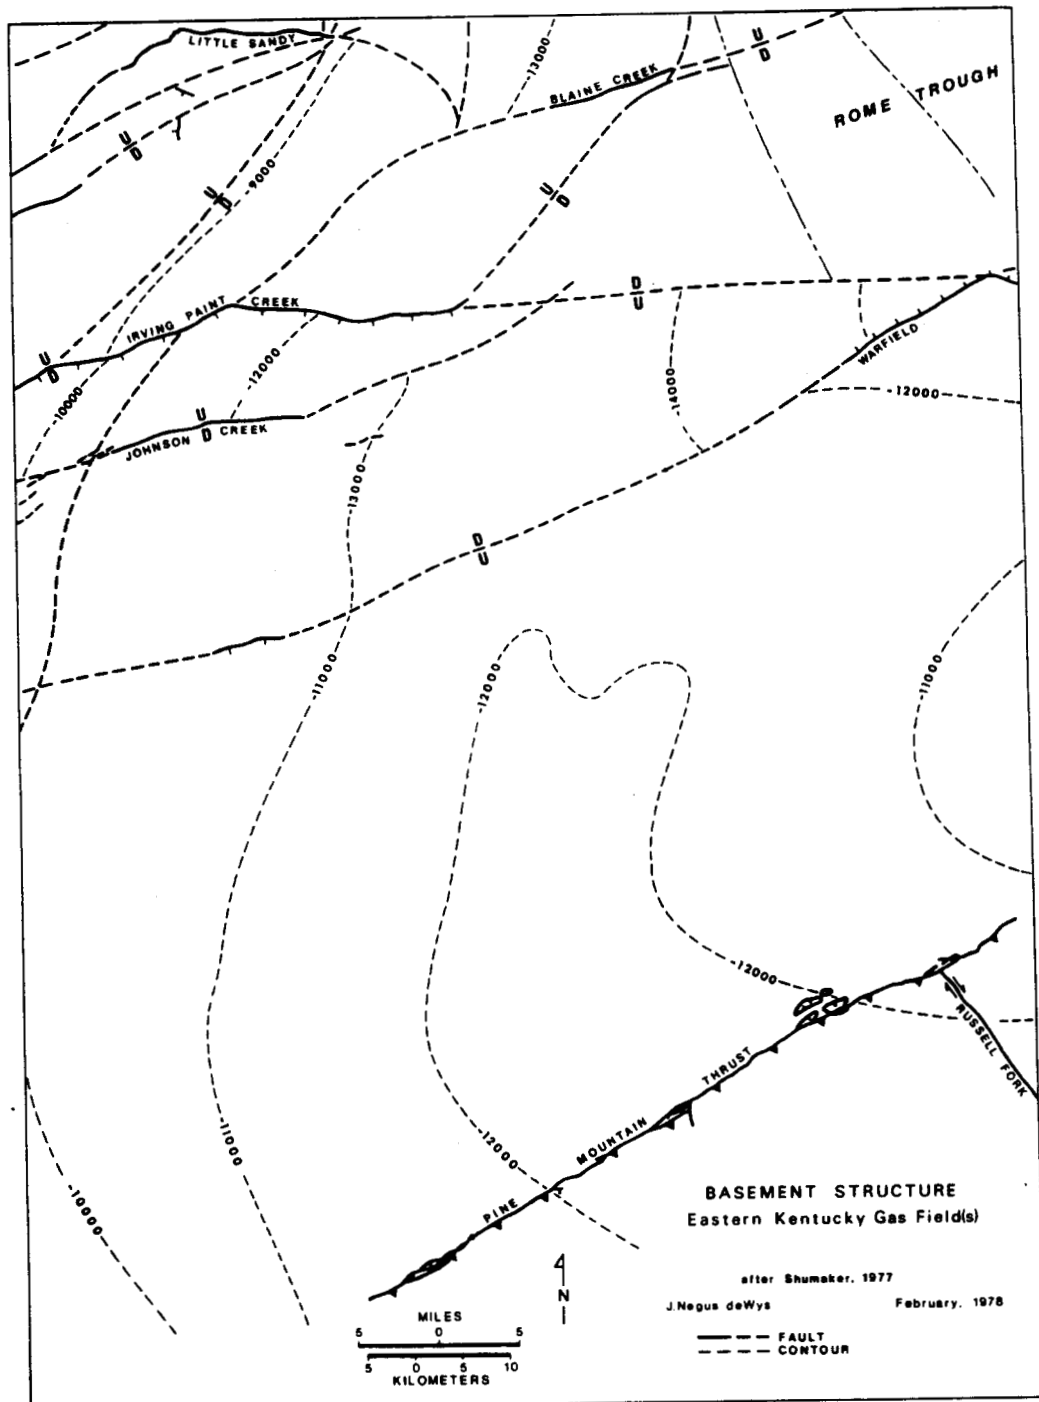 LITTLE SANDY
-13000
U
D
BLAINE CREEK
ROME TROUGH
U
D
-9000
U
D
U
D
IRVING PAINT CREEK
D
U
WARFIELD
U
D
-12000
-10000
-14000
-12000
U
D
JOHNSON CREEK
-13000
D
U
-11000
-12000
-11000
-12000
RUSSELL FORK
PINE MOUNTAIN THRUST
-11000
-12000
-10000
BASEMENT STRUCTURE
Eastern Kentucky Gas Field(s)
after Shumaker, 1977
J.Negus deWys
February, 1978
N
MILES
5 0 5
5 0 5 10
KILOMETERS
FAULT
CONTOUR